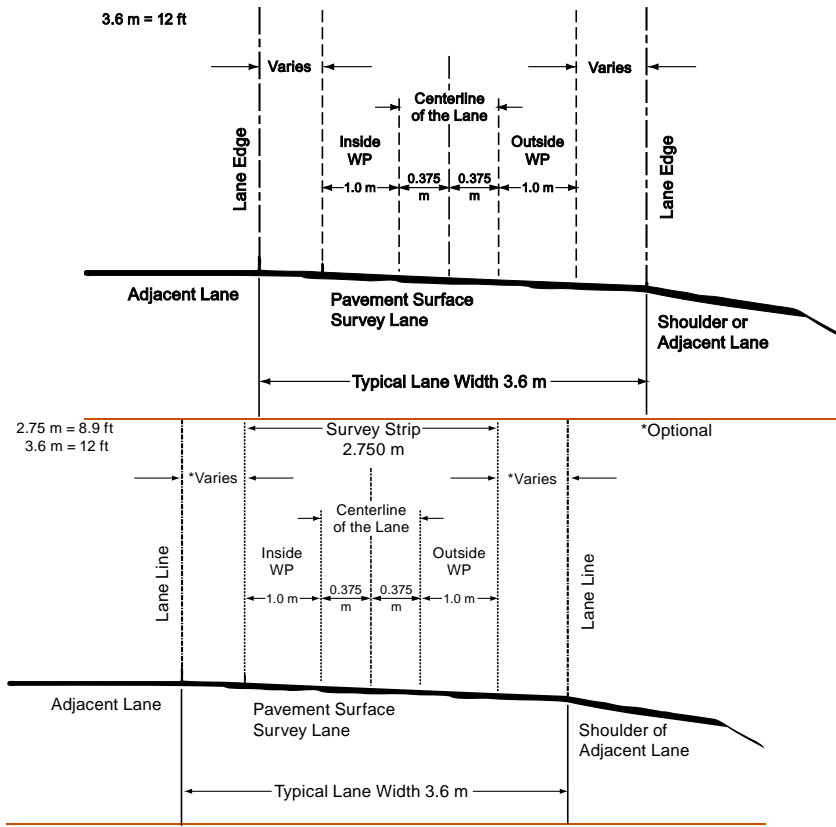 3.6 m = 12 ft
Varies
Varies
Centerline
of the Lane
Lane Edge
Inside
WP
Outside
WP
Lane Edge
1.0 m
0.375
m
0.375
m
1.0 m
Adjacent Lane
Pavement Surface
Survey Lane
Shoulder or
Adjacent Lane
Typical Lane Width 3.6 m
2.75 m = 8.9 ft
3.6 m = 12 ft
Survey Strip
2.750 m
*Optional
*Varies
*Varies
Centerline
of the Lane
Lane Line
Inside
WP
Outside
WP
Lane Line
1.0 m
0.375
m
0.375
m
1.0 m
Adjacent Lane
Pavement Surface
Survey Lane
Shoulder of
Adjacent Lane
Typical Lane Width 3.6 m